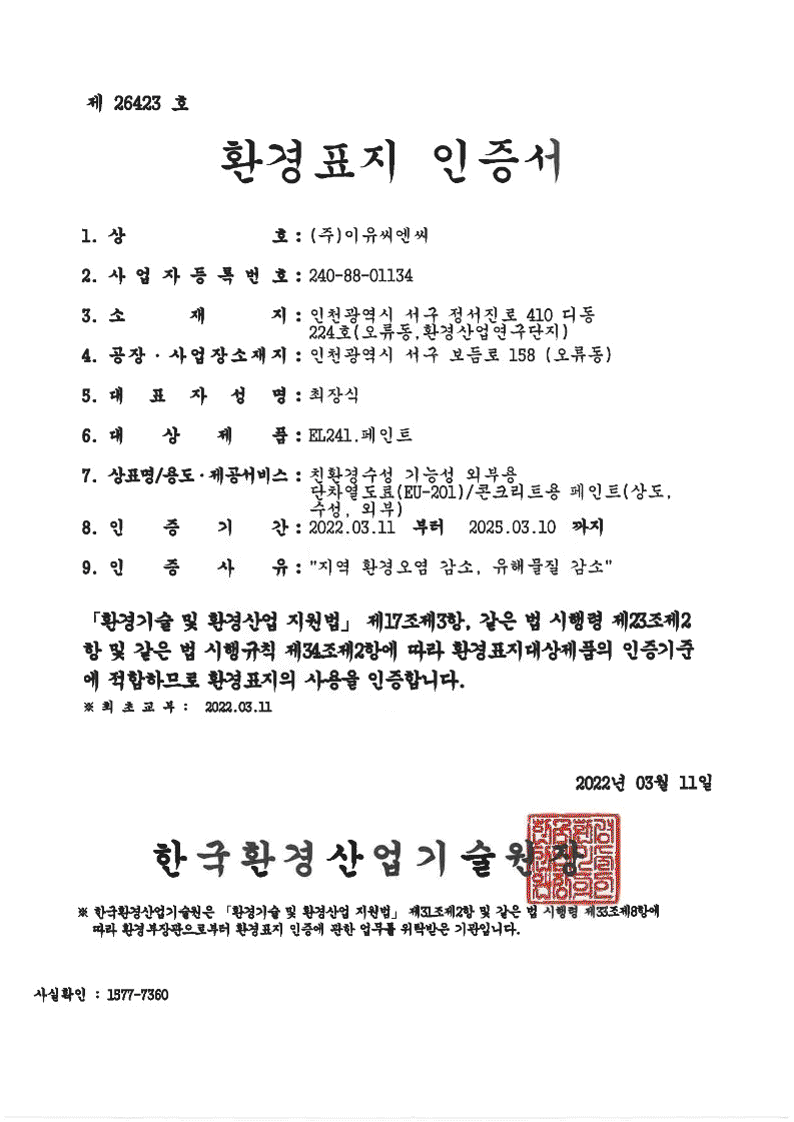 제 26423 호
환경표지 인증서
1. 상 호 : (주)이유씨엔씨
2. 사 업 자 등 록 번 호 : 240-88-01134
3. 소 재 지 : 인천광역시 서구 정서진로 410 디동
224호(오류동,환경산업연구단지)
4. 공장·사업장소재지 : 인천광역시 서구 보듬로 158 (오류동)
5. 대 표 자 성 명 : 최장식
6. 대 상 제 품 : EL241.페인트
7. 상표명/용도·제공서비스 : 친환경수성 기능성 외부용
단차열도료(EU-201)/콘크리트용 페인트(상도,
수성, 외부)
8. 인 증 기 간 : 2022.03.11 부터 2025.03.10 까지
9. 인 증 사 유 : "지역 환경오염 감소, 유해물질 감소"
「환경기술 및 환경산업 지원법」 제17조제3항, 같은 법 시행령 제23조제2
항 및 같은 법 시행규칙 제34조제2항에 따라 환경표지대상제품의 인증기준
에 적합하므로 환경표지의 사용을 인증합니다.
※ 최 초 교 부 : 2022.03.11
2022년 03월 11일
한국환경산업기술원장
※ 한국환경산업기술원은 「환경기술 및 환경산업 지원법」 제31조제2항 및 같은 법 시행령 제33조제8항에
따라 환경부장관으로부터 환경표지 인증에 관한 업무를 위탁받은 기관입니다.
사실확인 : 1577-7360